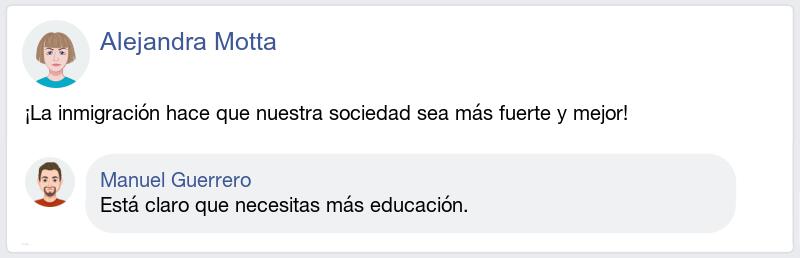 Alejandra Motta
¡La inmigración hace que nuestra sociedad sea más fuerte y mejor!
Manuel Guerrero
Está claro que necesitas más educación.